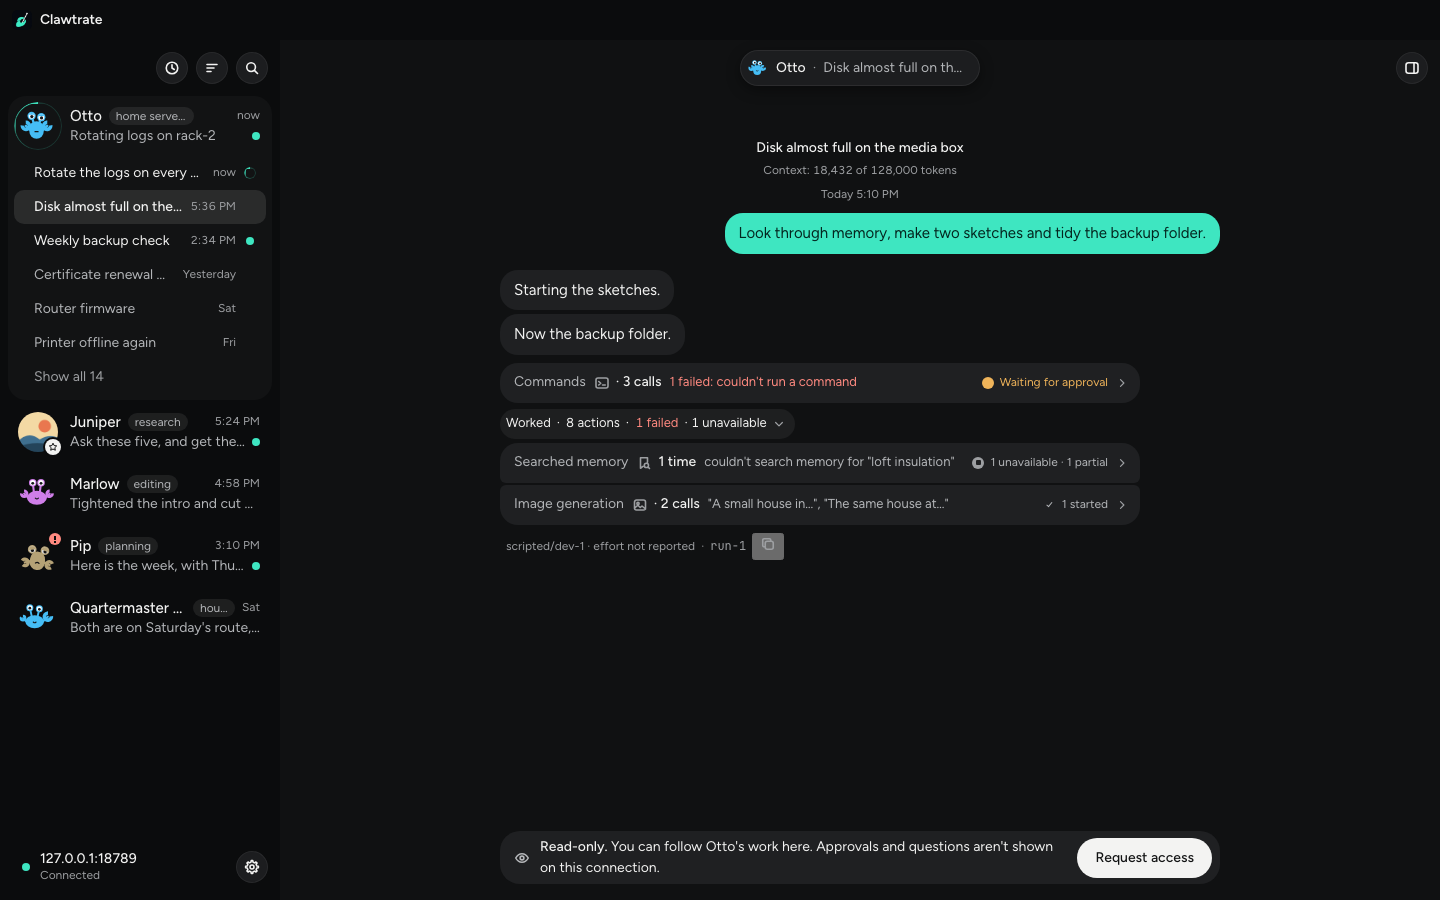 Clawtrate
Otto · Disk almost full on th...
Otto home serve... now
Rotating logs on rack-2
Rotate the logs on every ... now
Disk almost full on the... 5:36 PM
Weekly backup check 2:34 PM
Certificate renewal ... Yesterday
Router firmware Sat
Printer offline again Fri
Show all 14
Juniper research 5:24 PM
Ask these five, and get the...
Marlow editing 4:58 PM
Tightened the intro and cut ...
Pip planning 3:10 PM
Here is the week, with Thu...
Quartermaster ... hou... Sat
Both are on Saturday's route,...
127.0.0.1:18789
Connected
Disk almost full on the media box
Context: 18,432 of 128,000 tokens
Today 5:10 PM
Look through memory, make two sketches and tidy the backup folder.
Starting the sketches.
Now the backup folder.
Commands · 3 calls 1 failed: couldn't run a command Waiting for approval
Worked · 8 actions · 1 failed · 1 unavailable
Searched memory 1 time couldn't search memory for "loft insulation" 1 unavailable · 1 partial
Image generation · 2 calls "A small house in...", "The same house at..." 1 started
scripted/dev-1 · effort not reported · run-1
Read-only. You can follow Otto's work here. Approvals and questions aren't shown
on this connection.
Request access